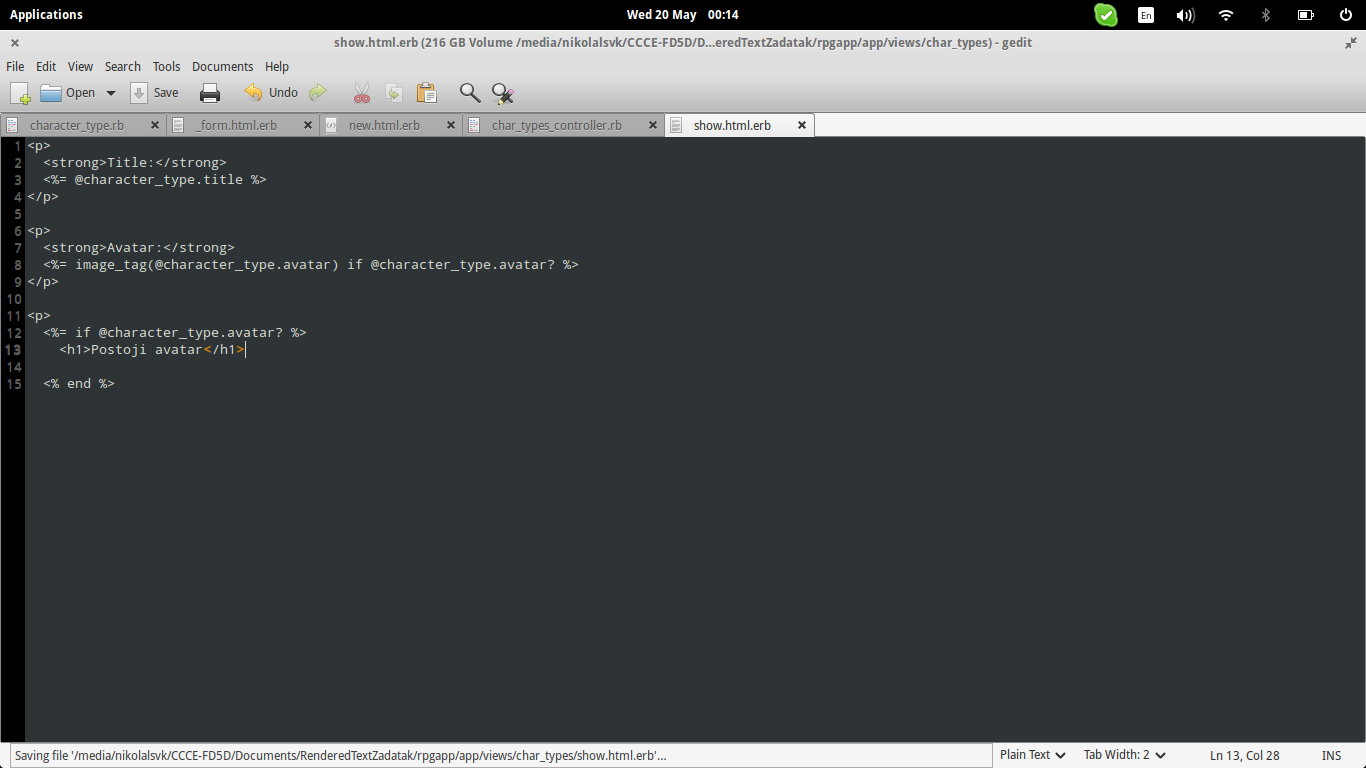 Applications Wed 20 May 00:14 En
show.html.erb (216 GB Volume /media/nikolalsvk/CCCE-FD5D/D...eredTextZadatak/rpgapp/app/views/char_types) - gedit
File Edit View Search Tools Documents Help
Open Save Undo
character_type.rb _form.html.erb new.html.erb char_types_controller.rb show.html.erb
1 <p>
2 <strong>Title:</strong>
3 <%= @character_type.title %>
4 </p>
5
6 <p>
7 <strong>Avatar:</strong>
8 <%= image_tag(@character_type.avatar) if @character_type.avatar? %>
9 </p>
10
11 <p>
12 <%= if @character_type.avatar? %>
13 <h1>Postoji avatar</h1>
14
15 <% end %>
Saving file '/media/nikolalsvk/CCCE-FD5D/Documents/RenderedTextZadatak/rpgapp/app/views/char_types/show.html.erb'... Plain Text Tab Width: 2 Ln 13, Col 28 INS